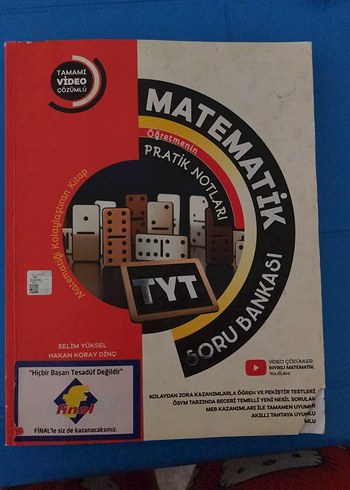 TAMAMI
VİDEO
ÇÖZÜMLÜ
MATEMATİK
Öğretmenin
PRATİK NOTLARI
SORU BANKASI
Matematiği Kolaylaştıran Kitap
TYT
SELİM YÜKSEL
HAKAN KORAY DİNÇ
"Hiçbir Başarı Tesadüf Değildir"
final
FİNAL'le siz de kazanacaksınız.
VİDEO ÇÖZÜMLER
BIYIKLI MATEMATİK
YouTube
KOLAYDAN ZORA KAZANIMLARLA ÖĞREN VE PEKİŞTİR TESTLERİ
ÖSYM TARZINDA BECERİ TEMELLİ YENİ NESİL SORULAR
MEB KAZANIMLARI İLE TAMAMEN UYUMLU
AKILLI TAHTAYA UYUMLU
MLU